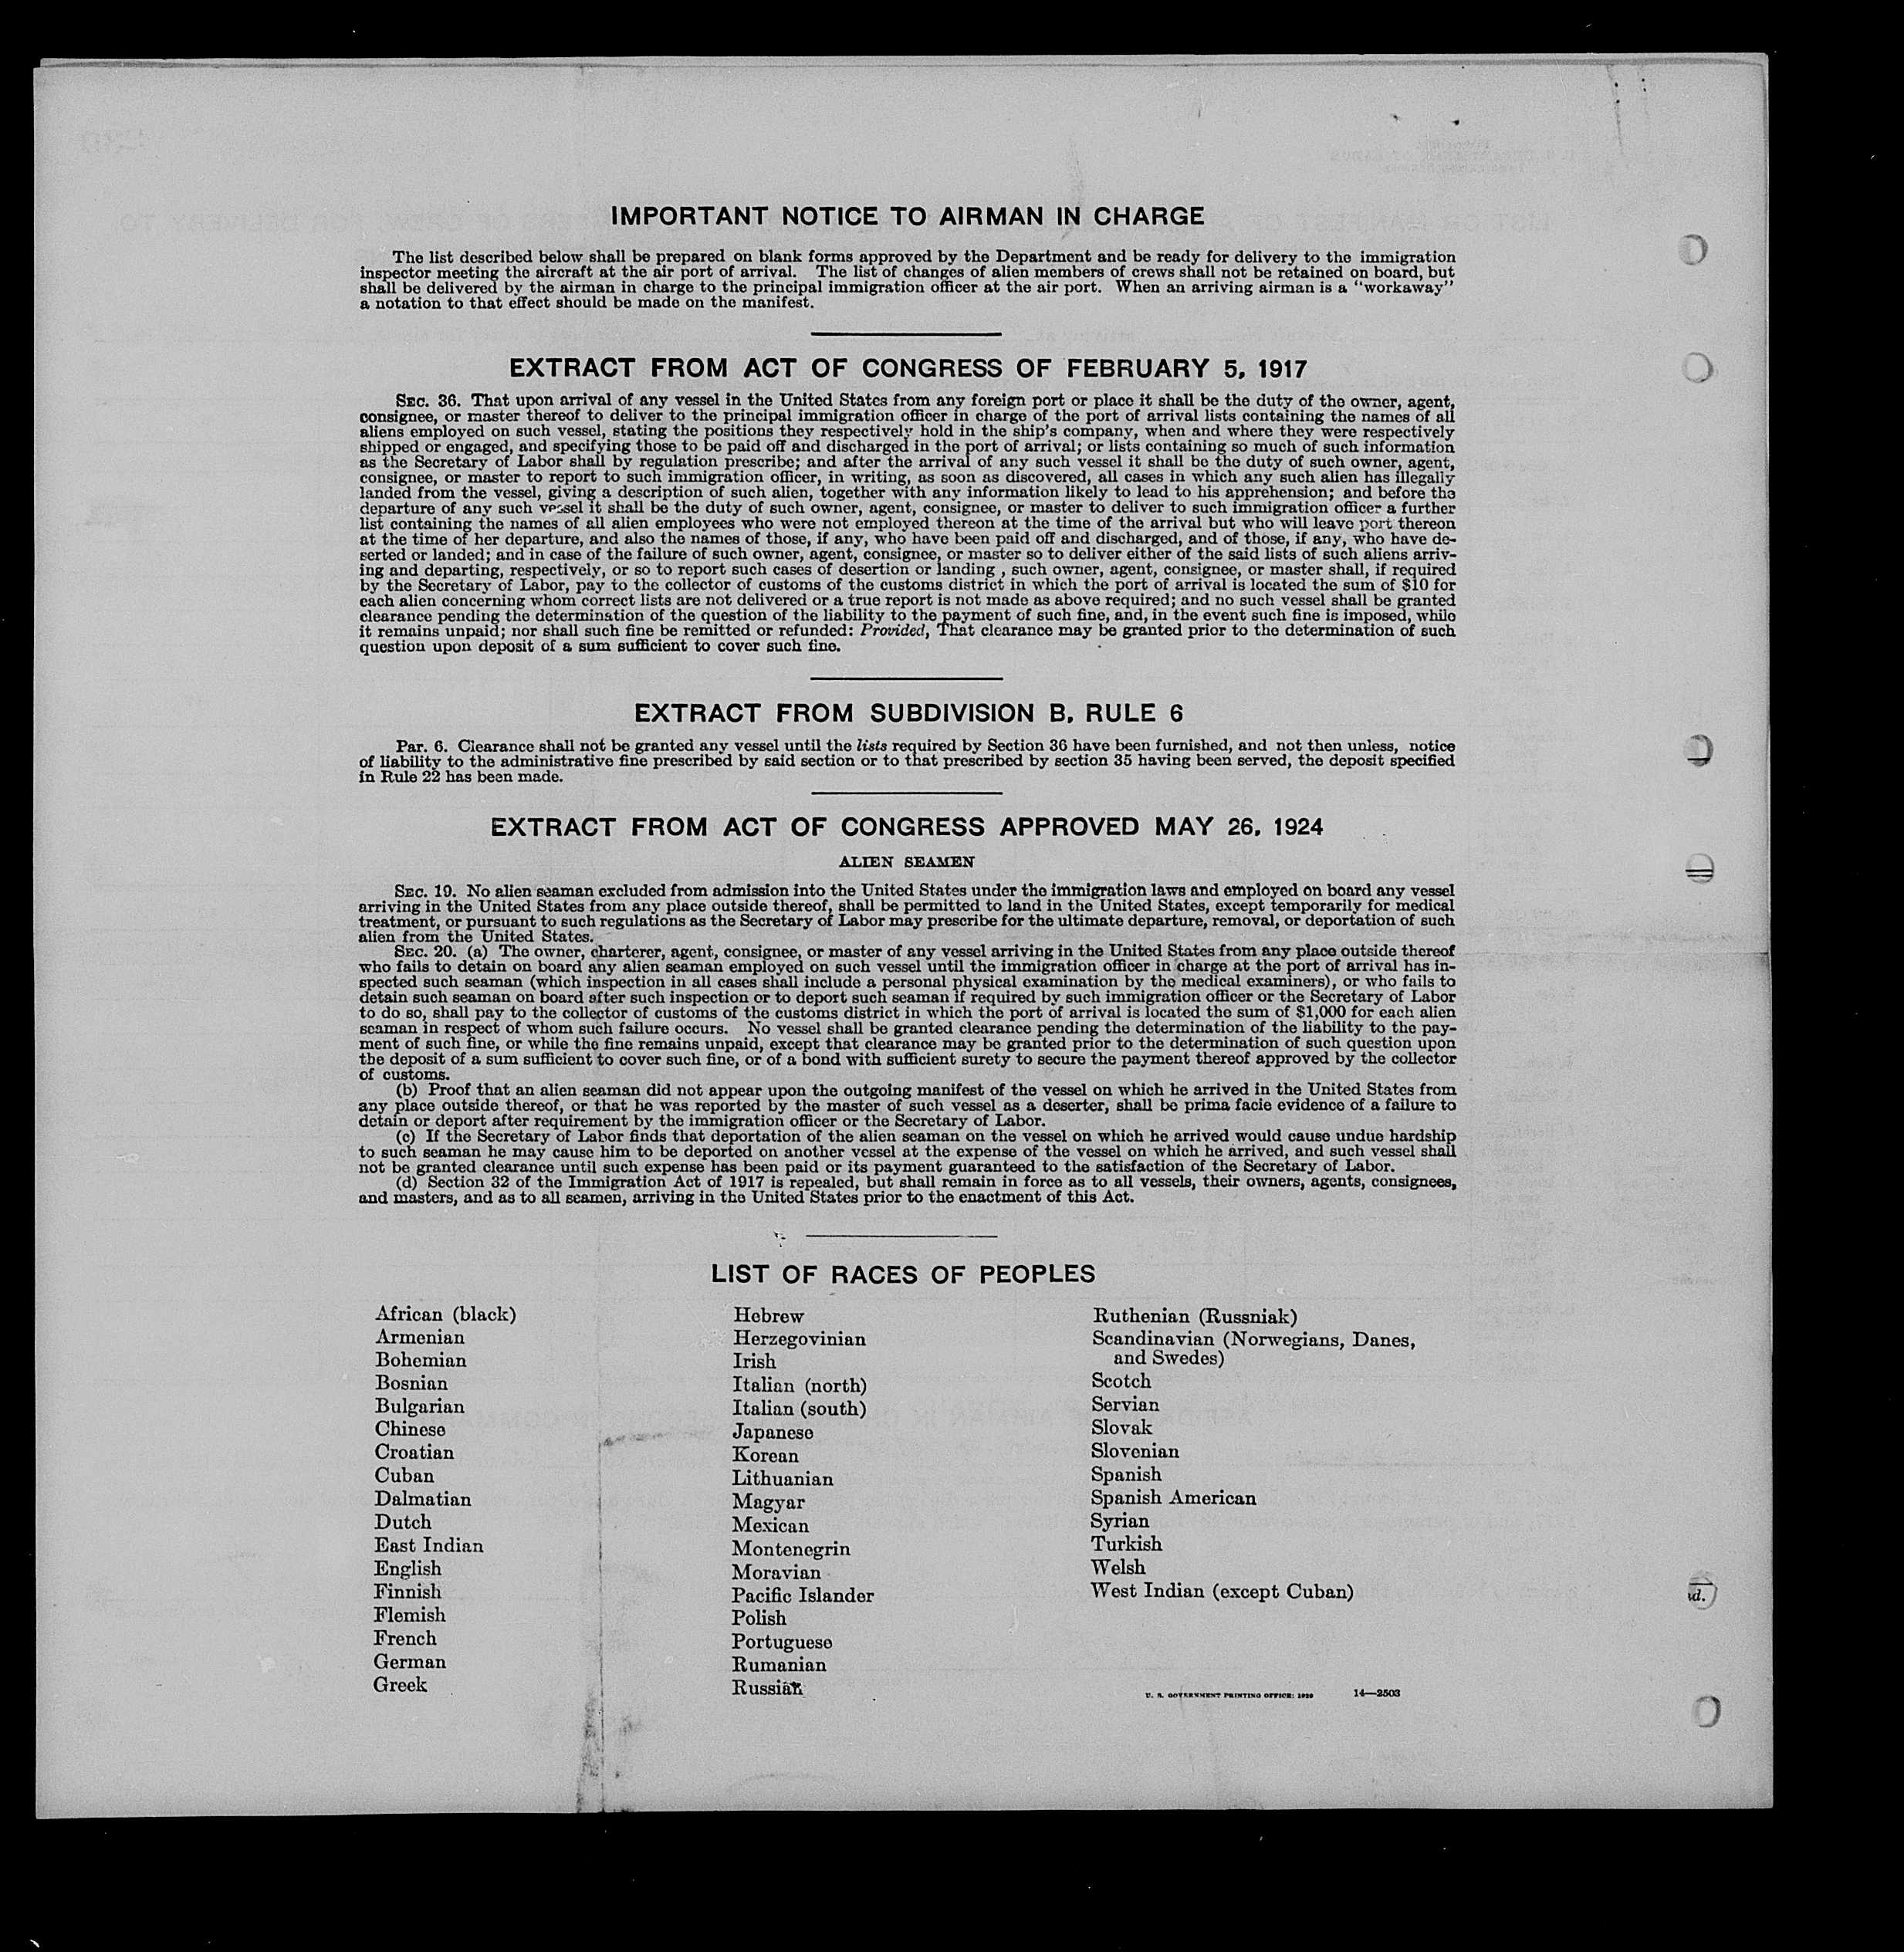 IMPORTANT NOTICE TO AIRMAN IN CHARGE
The list described below shall be prepared on blank forms approved by the Department and be ready for delivery to the immigration
inspector meeting the aircraft at the air port of arrival. The list of changes of alien members of crews shall not be retained on board, but
shall be delivered by the airman in charge to the principal immigration officer at the air port. When an arriving airman is a "workaway"
a notation to that effect should be made on the manifest.
EXTRACT FROM ACT OF CONGRESS OF FEBRUARY 5, 1917
SEC. 36. That upon arrival of any vessel in the United States from any foreign port or place it shall be the duty of the owner, agent,
consignee, or master thereof to deliver to the principal immigration officer in charge of the port of arrival lists containing the names of all
aliens employed on such vessel, stating the positions they respectively hold in the ship's company, when and where they were respectively
shipped or engaged, and specifying those to be paid off and discharged in the port of arrival; or lists containing so much of such information
as the Secretary of Labor shall by regulation prescribe; and after the arrival of any such vessel it shall be the duty of such owner, agent,
consignee, or master to report to such immigration officer, in writing, as soon as discovered, all cases in which any such alien has illegally
landed from the vessel, giving a description of such alien, together with any information likely to lead to his apprehension; and before the
departure of any such vessel it shall be the duty of such owner, agent, consignee, or master to deliver to such immigration officer a further
list containing the names of all alien employees who were not employed thereon at the time of the arrival but who will leave port thereon
at the time of her departure, and also the names of those, if any, who have been paid off and discharged, and of those, if any, who have de-
serted or landed; and in case of the failure of such owner, agent, consignee, or master so to deliver either of the said lists of such aliens arriv-
ing and departing, respectively, or so to report such cases of desertion or landing , such owner, agent, consignee, or master shall, if required
by the Secretary of Labor, pay to the collector of customs of the customs district in which the port of arrival is located the sum of $10 for
each alien concerning whom correct lists are not delivered or a true report is not made as above required; and no such vessel shall be granted
clearance pending the determination of the question of the liability to the payment of such fine, and, in the event such fine is imposed, while
it remains unpaid; nor shall such fine be remitted or refunded: Provided, That clearance may be granted prior to the determination of such
question upon deposit of a sum sufficient to cover such fine.
EXTRACT FROM SUBDIVISION B, RULE 6
Par. 6. Clearance shall not be granted any vessel until the lists required by Section 36 have been furnished, and not then unless, notice
of liability to the administrative fine prescribed by said section or to that prescribed by section 35 having been served, the deposit specified
in Rule 22 has been made.
EXTRACT FROM ACT OF CONGRESS APPROVED MAY 26, 1924
ALIEN SEAMEN
SEC. 19. No alien seaman excluded from admission into the United States under the immigration laws and employed on board any vessel
arriving in the United States from any place outside thereof, shall be permitted to land in the United States, except temporarily for medical
treatment, or pursuant to such regulations as the Secretary of Labor may prescribe for the ultimate departure, removal, or deportation of such
alien from the United States.
SEC. 20. (a) The owner, charterer, agent, consignee, or master of any vessel arriving in the United States from any place outside thereof
who fails to detain on board any alien seaman employed on such vessel until the immigration officer in charge at the port of arrival has in-
spected such seaman (which inspection in all cases shall include a personal physical examination by the medical examiners), or who fails to
detain such seaman on board after such inspection or to deport such seaman if required by such immigration officer or the Secretary of Labor
to do so, shall pay to the collector of customs of the customs district in which the port of arrival is located the sum of $1,000 for each alien
seaman in respect of whom such failure occurs. No vessel shall be granted clearance pending the determination of the liability to the pay-
ment of such fine, or while the fine remains unpaid, except that clearance may be granted prior to the determination of such question upon
the deposit of a sum sufficient to cover such fine, or of a bond with sufficient surety to secure the payment thereof approved by the collector
of customs.
(b) Proof that an alien seaman did not appear upon the outgoing manifest of the vessel on which he arrived in the United States from
any place outside thereof, or that he was reported by the master of such vessel as a deserter, shall be prima facie evidence of a failure to
detain or deport after requirement by the immigration officer or the Secretary of Labor.
(c) If the Secretary of Labor finds that deportation of the alien seaman on the vessel on which he arrived would cause undue hardship
to such seaman he may cause him to be deported on another vessel at the expense of the vessel on which he arrived, and such vessel shall
not be granted clearance until such expense has been paid or its payment guaranteed to the satisfaction of the Secretary of Labor.
(d) Section 32 of the Immigration Act of 1917 is repealed, but shall remain in force as to all vessels, their owners, agents, consignees,
and masters, and as to all seamen, arriving in the United States prior to the enactment of this Act.
LIST OF RACES OF PEOPLES
African (black)
Armenian
Bohemian
Bosnian
Bulgarian
Chinese
Croatian
Cuban
Dalmatian
Dutch
East Indian
English
Finnish
Flemish
French
German
Greek
Hebrew
Herzegovinian
Irish
Italian (north)
Italian (south)
Japanese
Korean
Lithuanian
Magyar
Mexican
Montenegrin
Moravian
Pacific Islander
Polish
Portuguese
Rumanian
Russian
Ruthenian (Russniak)
Scandinavian (Norwegians, Danes,
and Swedes)
Scotch
Servian
Slovak
Slovenian
Spanish
Spanish American
Syrian
Turkish
Welsh
West Indian (except Cuban)
U. S. GOVERNMENT PRINTING OFFICE: 14—2503